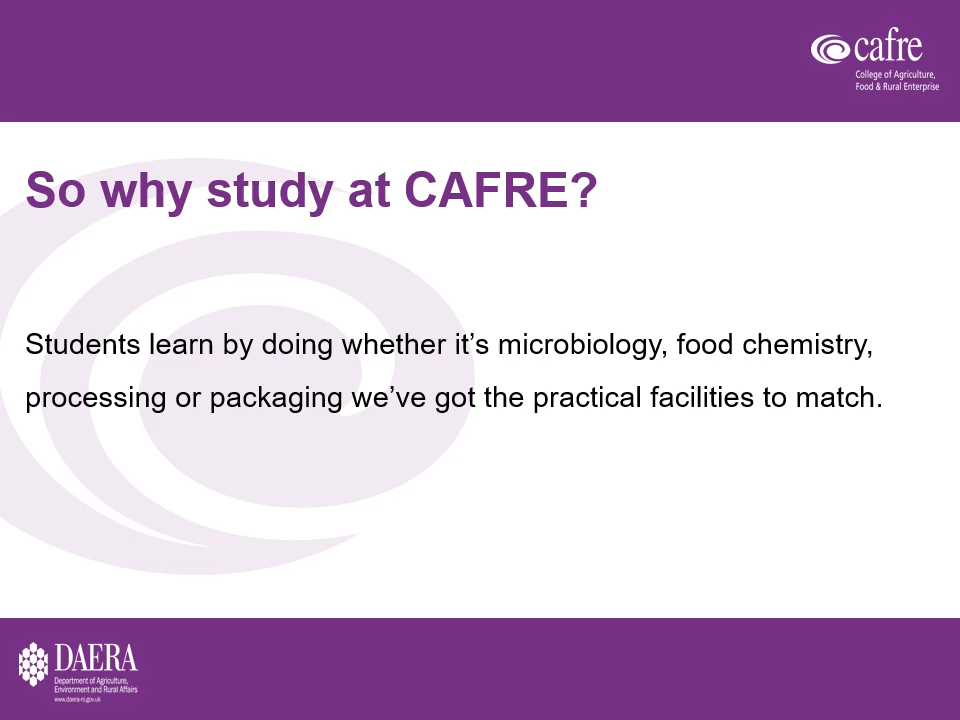 cafre
College of Agriculture,
Food & Rural Enterprise
So why study at CAFRE?
Students learn by doing whether it’s microbiology, food chemistry,
processing or packaging we’ve got the practical facilities to match.
DAERA
Department of Agriculture,
Environment and Rural Affairs
www.daera-ni.gov.uk